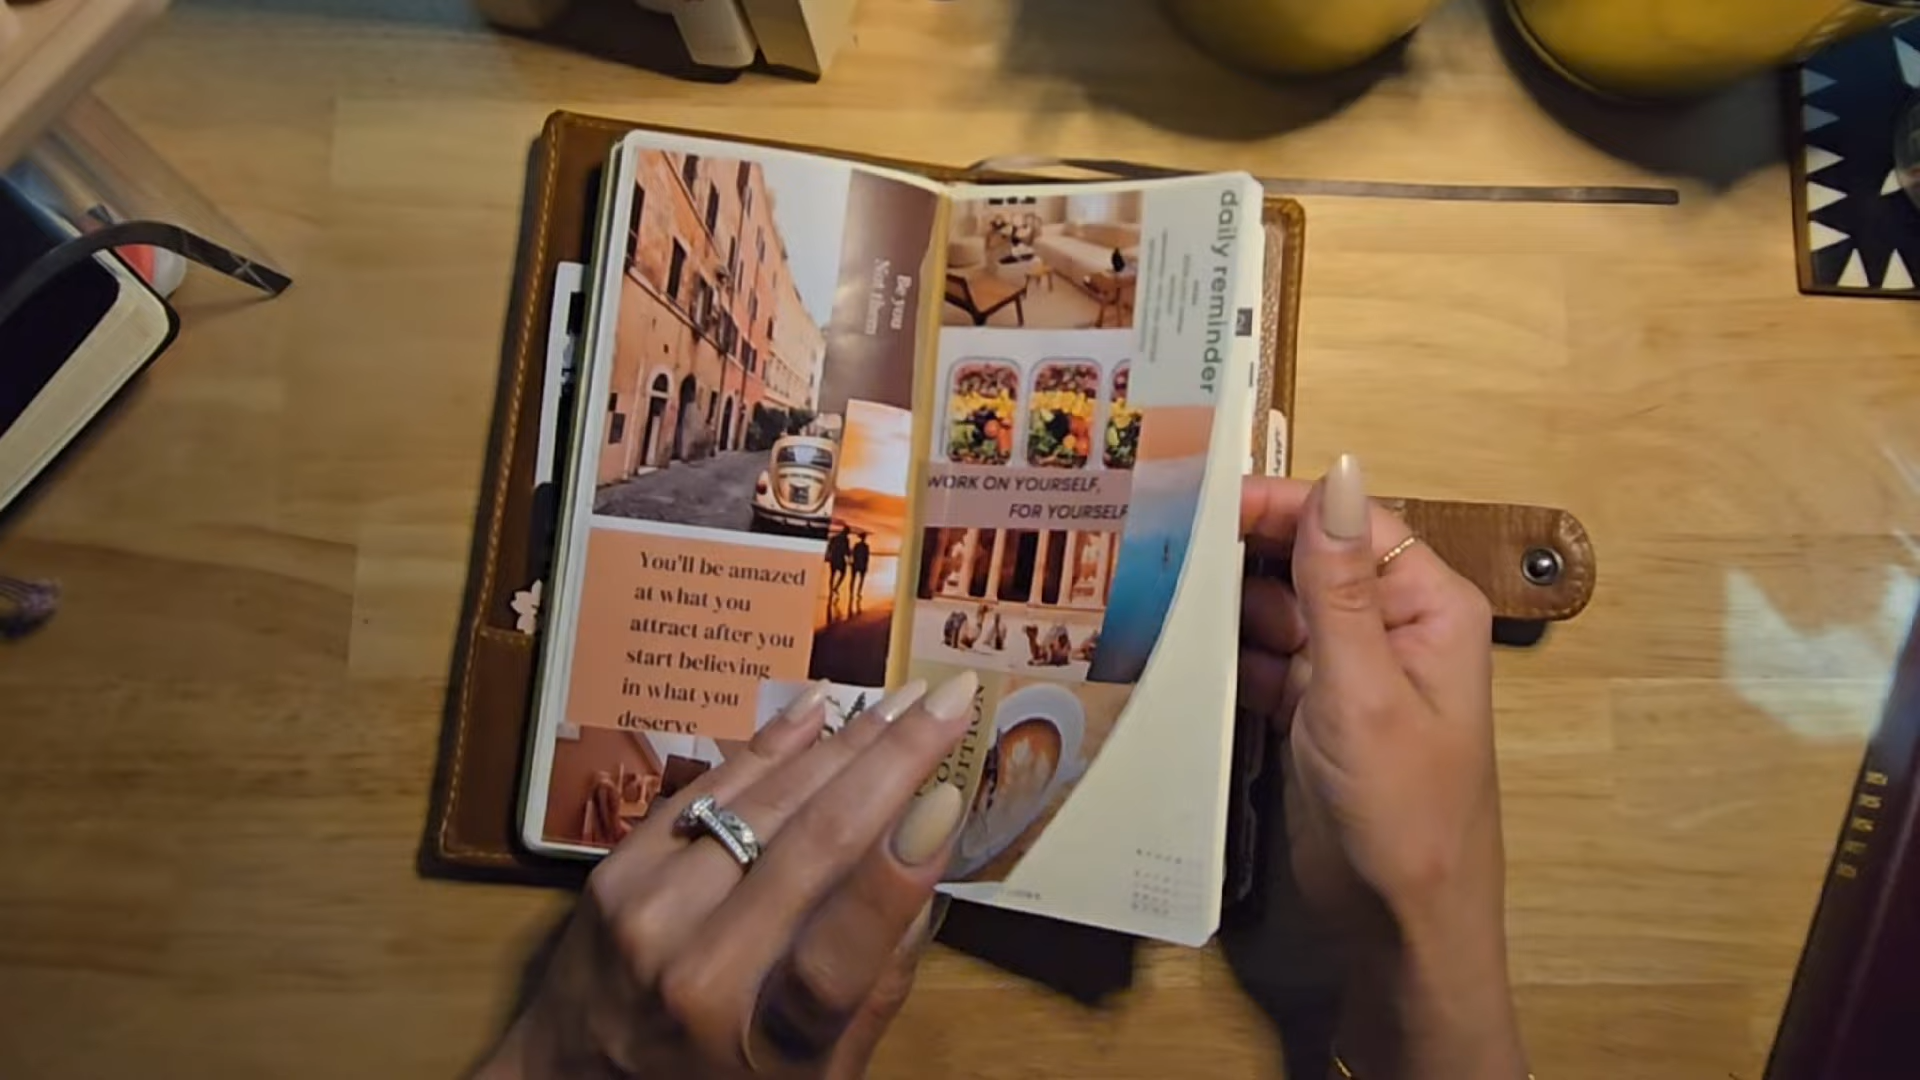 Be you
Not them
You'll be amazed
at what you
attract after you
start believing
in what you
deserve
daily reminder
WORK ON YOURSELF,
FOR YOURSELF